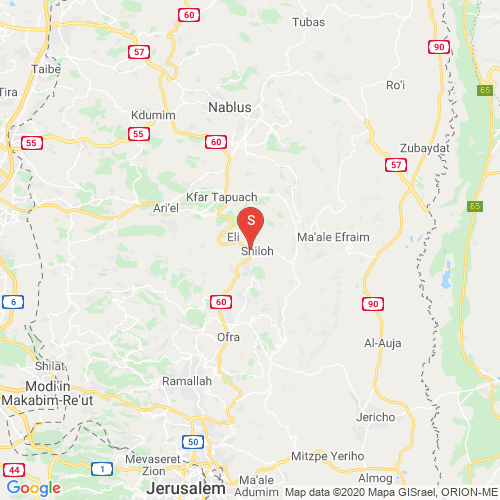 Tubas
90
57
60
Taibe
Ro'i
65
Tira
Nablus
Kdumim
55
55
60
Zubaydat
57
Kfar Tapuach
Ari'el
65
S
Eli
Ma'ale Efraim
Shiloh
6
60
90
Ofra
Al-Auja
Shilat
Ramallah
Modi'in
Makabim-Re'ut
Jericho
50
Mevaseret
Zion
1
44
Mitzpe Yeriho
Almog
Ma'ale
Adumim
Jerusalem
Google
Map data ©2020 Mapa GISrael, ORION-ME